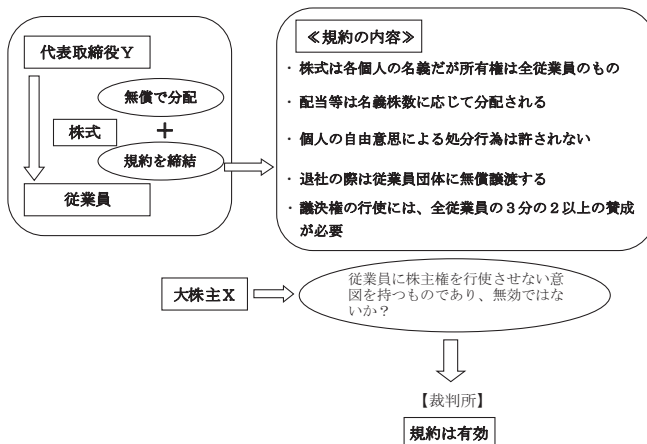 代表取締役Y
無償で分配
株式
+
規約を締結
従業員
≪規約の内容≫
・株式は各個人の名義だが所有権は全従業員のもの
・配当等は名義株数に応じて分配される
・個人の自由意思による処分行為は許されない
・退社の際は従業員団体に無償譲渡する
・議決権の行使には、全従業員の3分の2以上の賛成
が必要
大株主X
従業員に株主権を行使させない意
図を持つものであり、無効ではな
いか?
【裁判所】
規約は有効